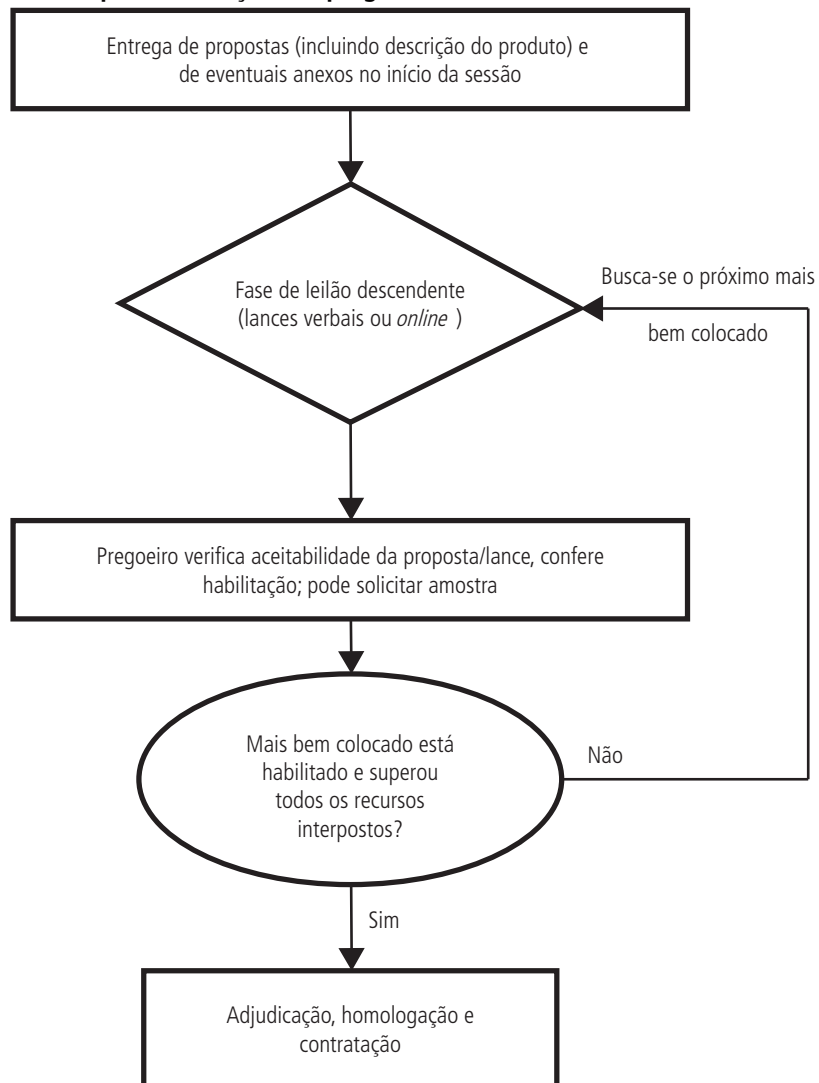 Entrega de propostas (incluindo descrição do produto) e
de eventuais anexos no início da sessão
Fase de leilão descendente
(lances verbais ou online )
Busca-se o próximo mais
bem colocado
Pregoeiro verifica aceitabilidade da proposta/lance, confere
habilitação; pode solicitar amostra
Mais bem colocado está
habilitado e superou
todos os recursos
interpostos?
Não
Sim
Adjudicação, homologação e
contratação